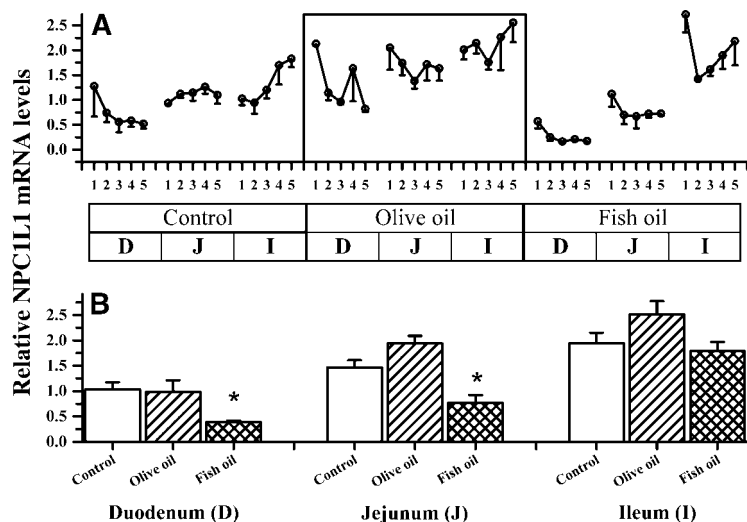 A
Relative NPC1L1 mRNA levels
2.5
2.0
1.5
1.0
0.5
0.0
1 2 3 4 5 1 2 3 4 5 1 2 3 4 5 1 2 3 4 5 1 2 3 4 5 1 2 3 4 5 1 2 3 4 5 1 2 3 4 5 1 2 3 4 5
Control Olive oil Fish oil
D J I D J I D J I
B
2.5
2.0
1.5
1.0
0.5
0.0
* *
Control Olive oil Fish oil Control Olive oil Fish oil Control Olive oil Fish oil
Duodenum (D) Jejunum (J) Ileum (I)